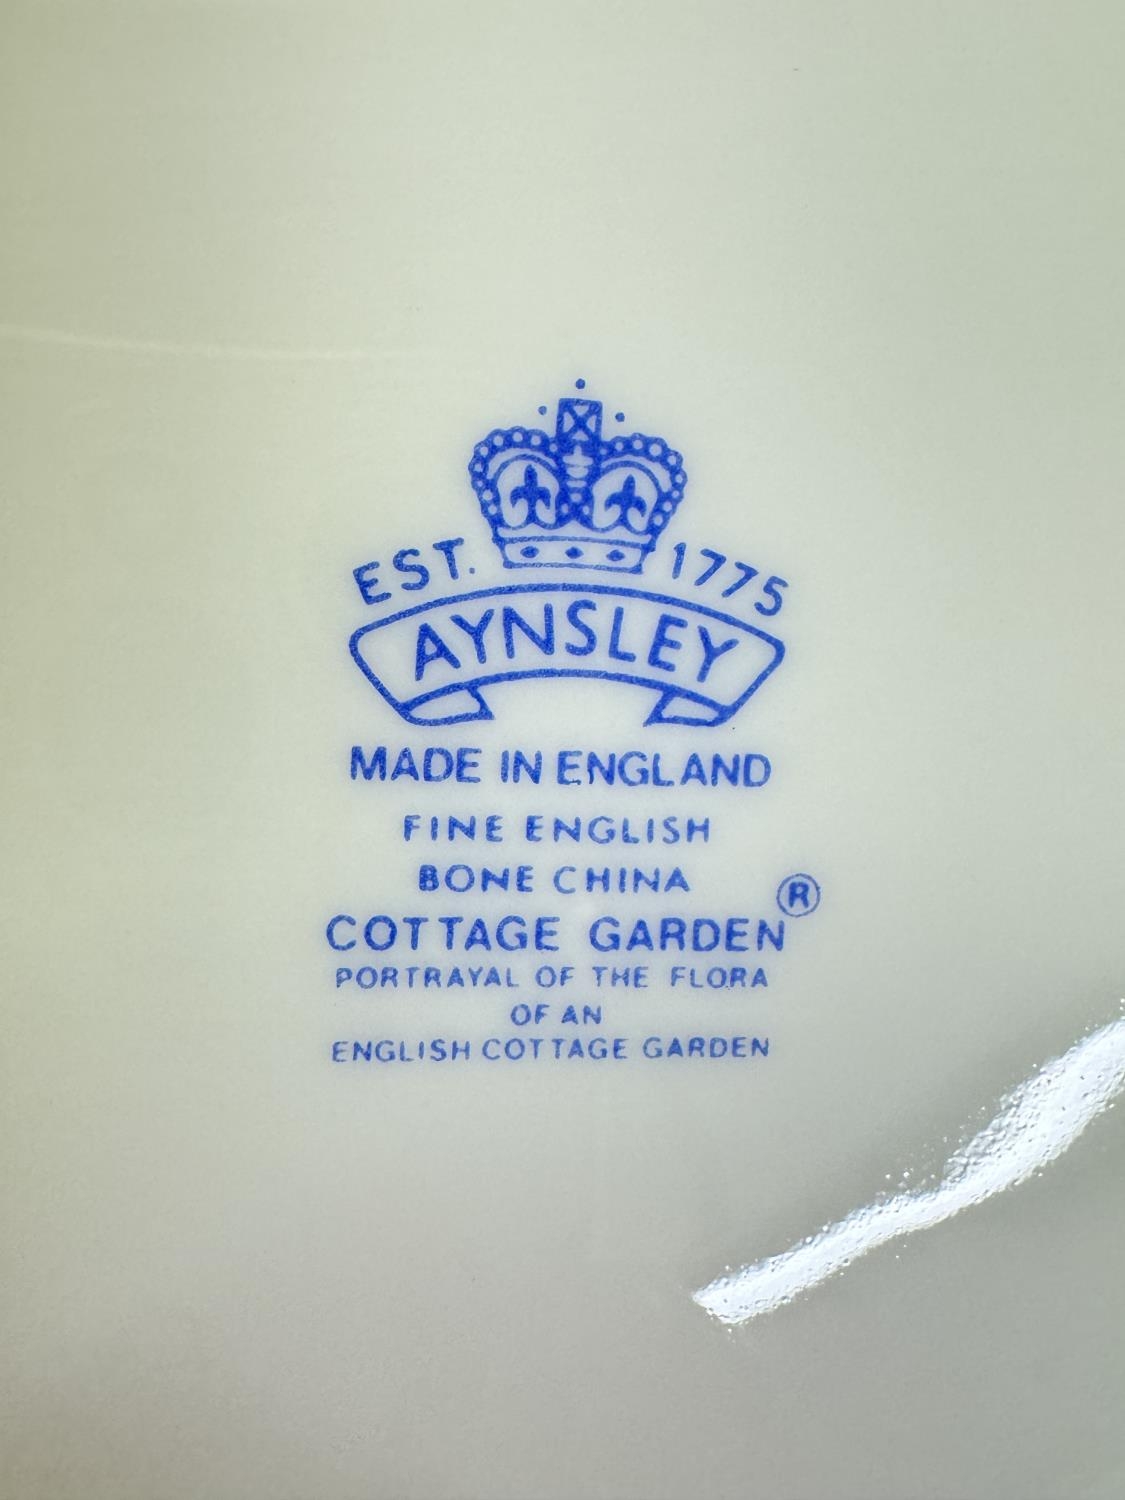 EST. 1775
AYNSLEY
MADE IN ENGLAND
FINE ENGLISH
BONE CHINA
COTTAGE GARDEN®
PORTRAYAL OF THE FLORA
OF AN
ENGLISH COTTAGE GARDEN